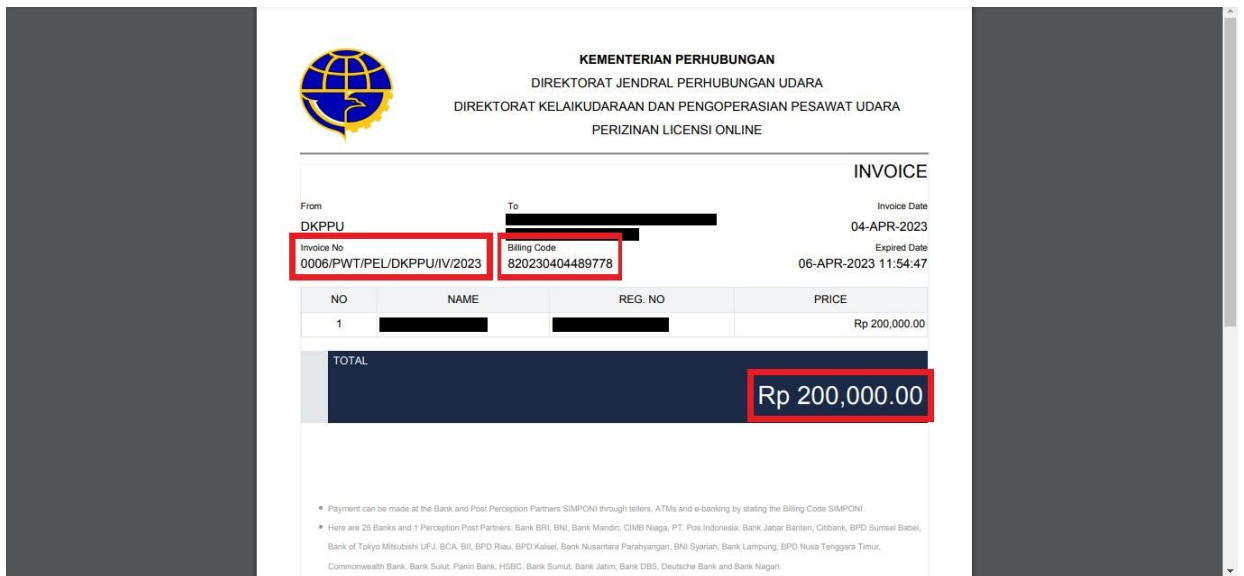 KEMENTERIAN PERHUBUNGAN
DIREKTORAT JENDRAL PERHUBUNGAN UDARA
DIREKTORAT KELAIKUDARAAN DAN PENGOPERASIAN PESAWAT UDARA
PERIZINAN LICENSI ONLINE
INVOICE
From To Invoice Date
DKPPU 04-APR-2023
Invoice No Billing Code Expired Date
0006/PWT/PEL/DKPPU/IV/2023 820230404489778 06-APR-2023 11:54:47
NO NAME REG. NO PRICE
1 Rp 200,000.00
TOTAL
Rp 200,000.00
Payment can be made at the Bank and Post Perception Partners SIMPONI through tellers, ATMs and e-banking by stating the Billing Code SIMPONI.
Here are 25 Banks and 1 Perception Post Partners: Bank BRI, BNI, Bank Mandiri, CIMB Niaga, PT. Pos Indonesia, Bank Jabar Banten, Citibank, BPD Sumsel Babel,
Bank of Tokyo Mitsubishi UFJ, BCA, BII, BPD Riau, BPD Kalsel, Bank Nusantara Parahyangan, BNI Syariah, Bank Lampung, BPD Nusa Tenggara Timur,
Commonwealth Bank, Bank Sulut, Panin Bank, HSBC, Bank Sumut, Bank Jatim, Bank DBS, Deutsche Bank and Bank Nagari.